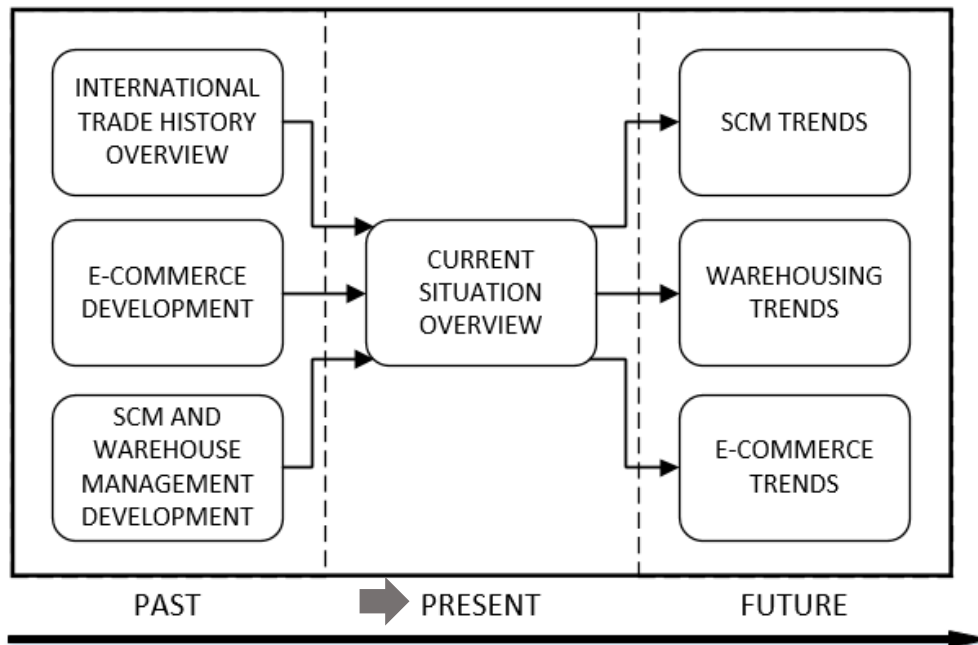 INTERNATIONAL
TRADE HISTORY
OVERVIEW
E-COMMERCE
DEVELOPMENT
SCM AND
WAREHOUSE
MANAGEMENT
DEVELOPMENT
CURRENT
SITUATION
OVERVIEW
SCM TRENDS
WAREHOUSING
TRENDS
E-COMMERCE
TRENDS
PAST
PRESENT
FUTURE